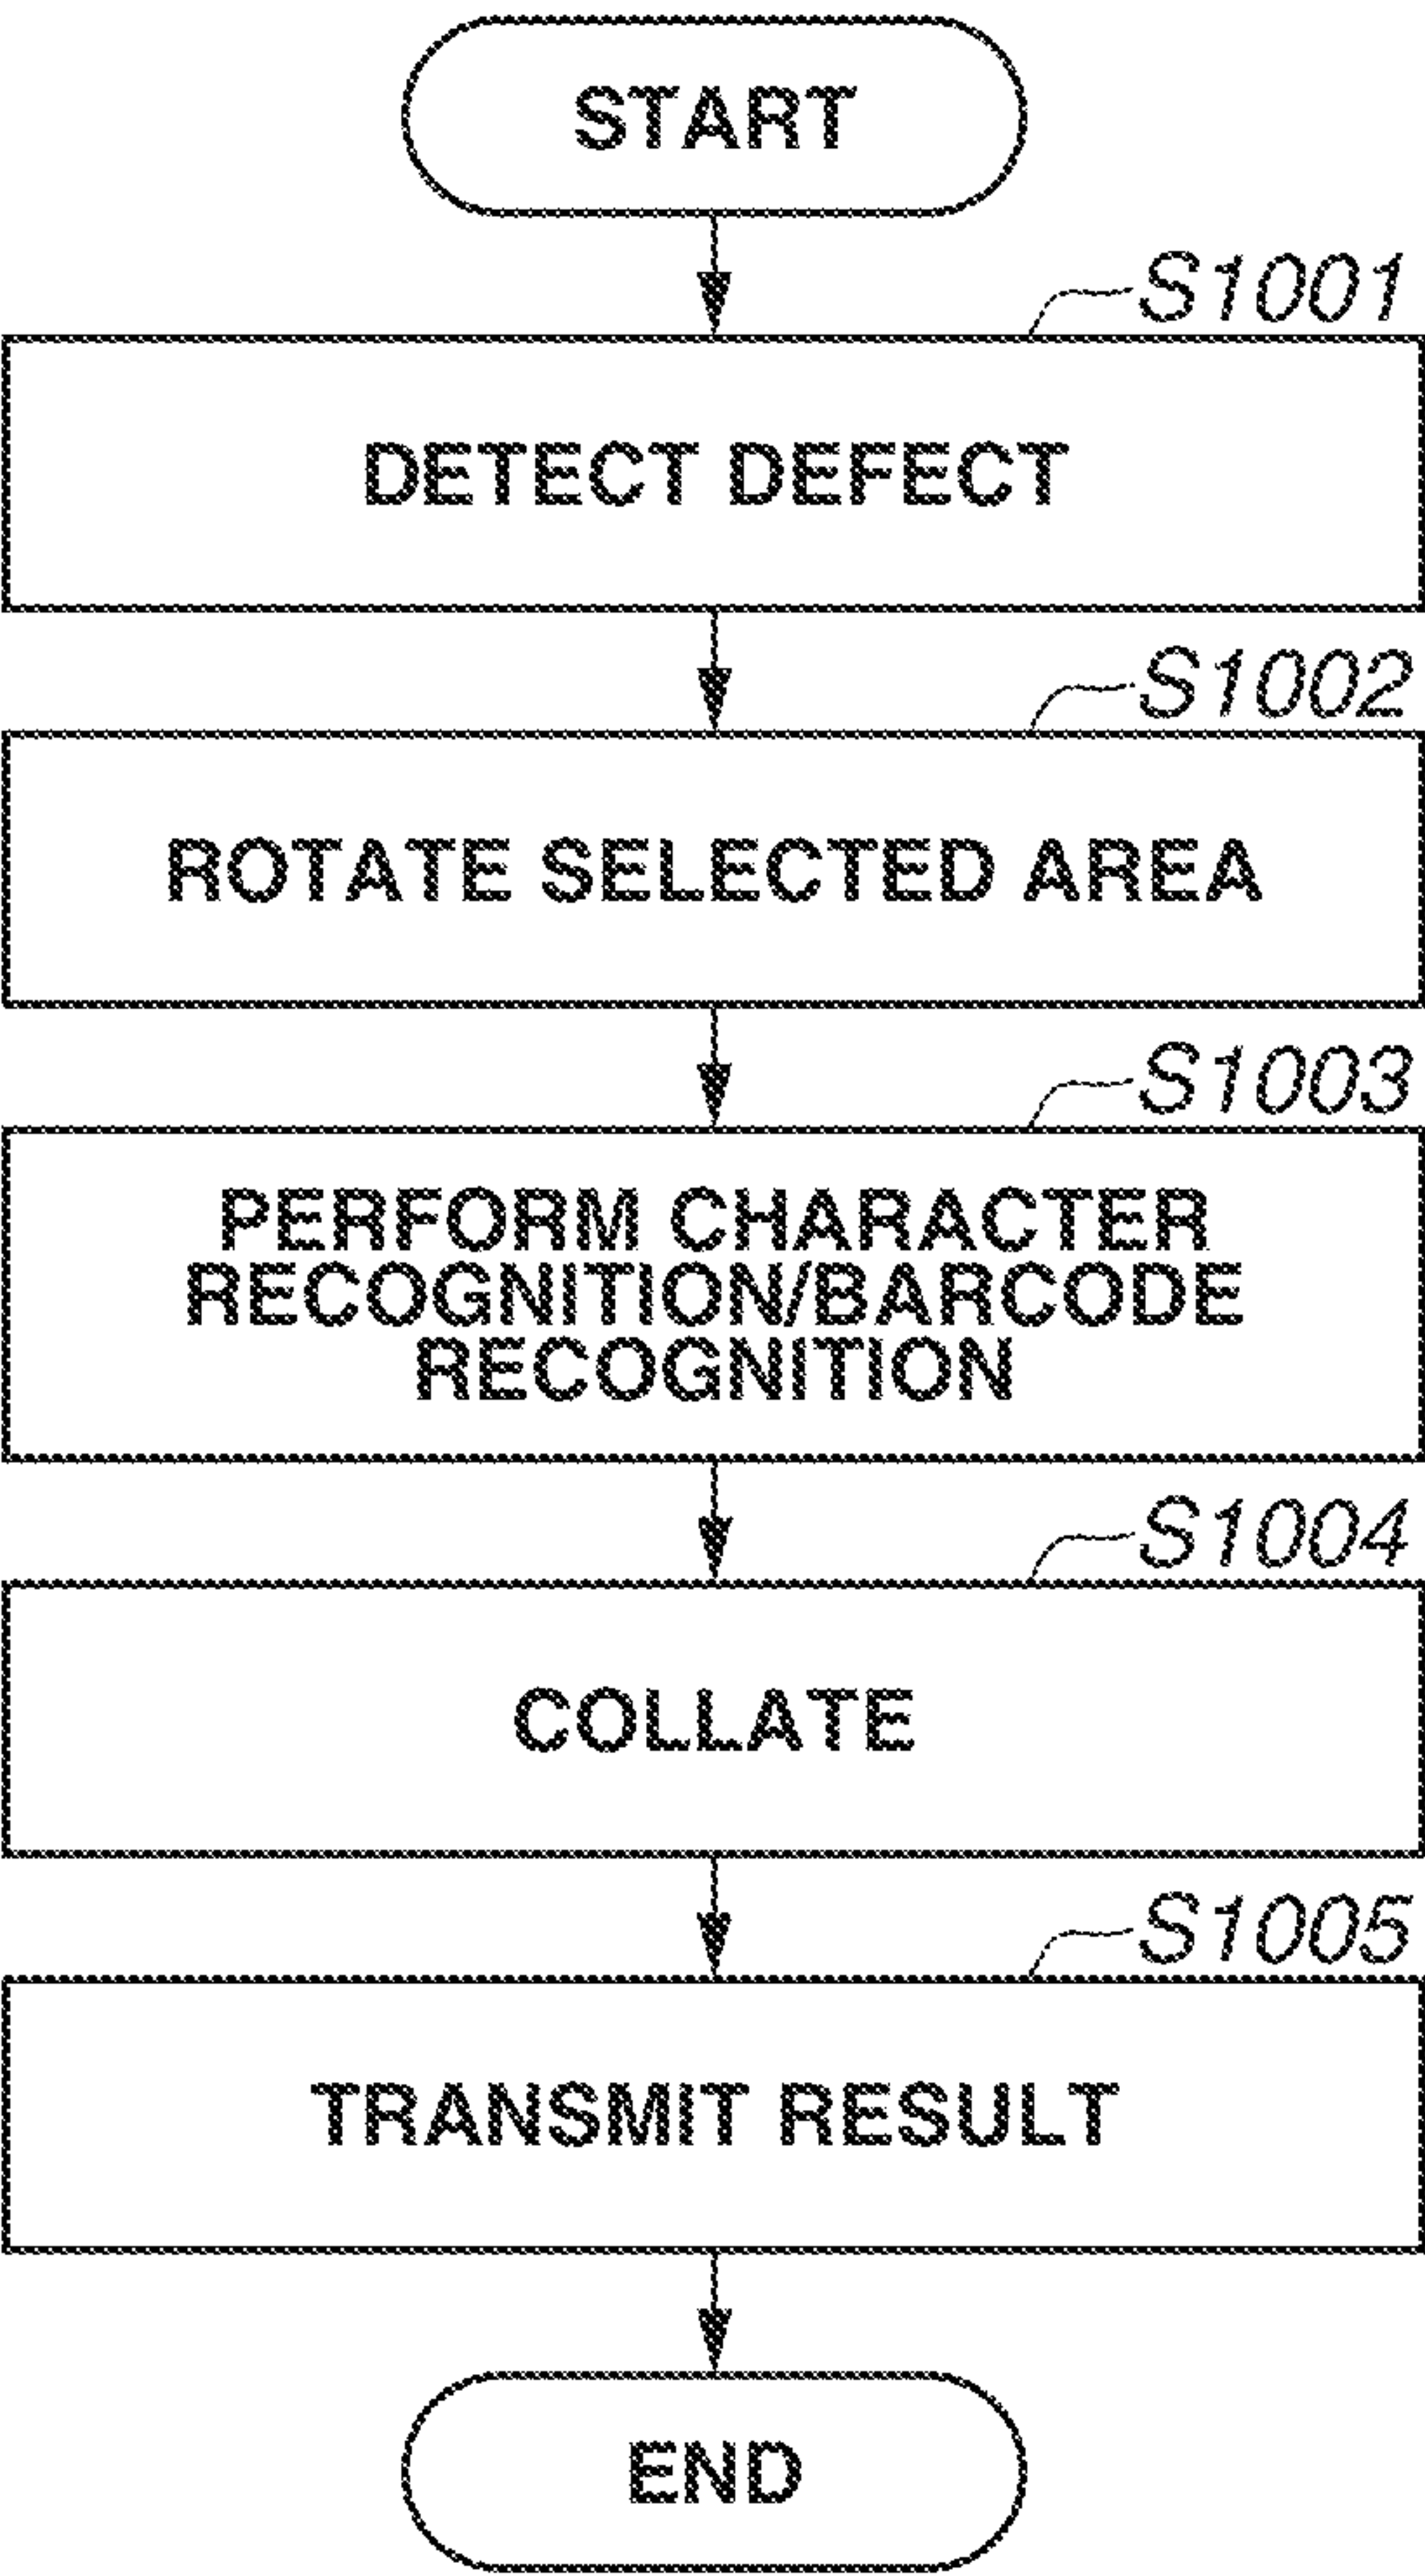 START
S1001
DETECT DEFECT
S1002
ROTATE SELECTED AREA
S1003
PERFORM CHARACTER
RECOGNITION/BARCODE
RECOGNITION
S1004
COLLATE
S1005
TRANSMIT RESULT
END